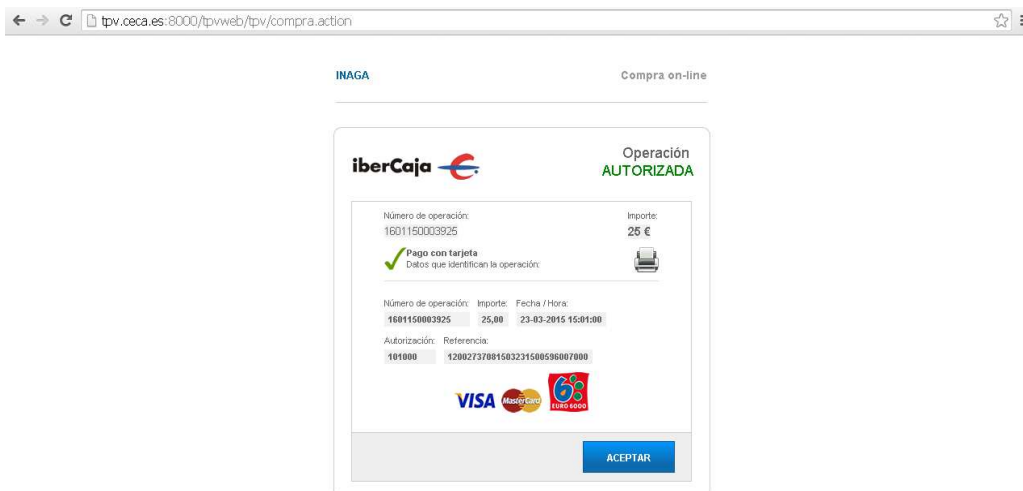 tpv.ceca.es:8000/tpvweb/tpv/compra.action
INAGA Compra on-line
iberCaja
Operación
AUTORIZADA
Número de operación: Importe:
1601150003925 25 €
Pago con tarjeta
Datos que identifican la operación:
Número de operación: Importe: Fecha / Hora:
1601150003925 25,00 23-03-2015 15:01:00
Autorización: Referencia:
101000 12002737081503231500596007000
VISA MasterCard 6000 EURO 6000
ACEPTAR